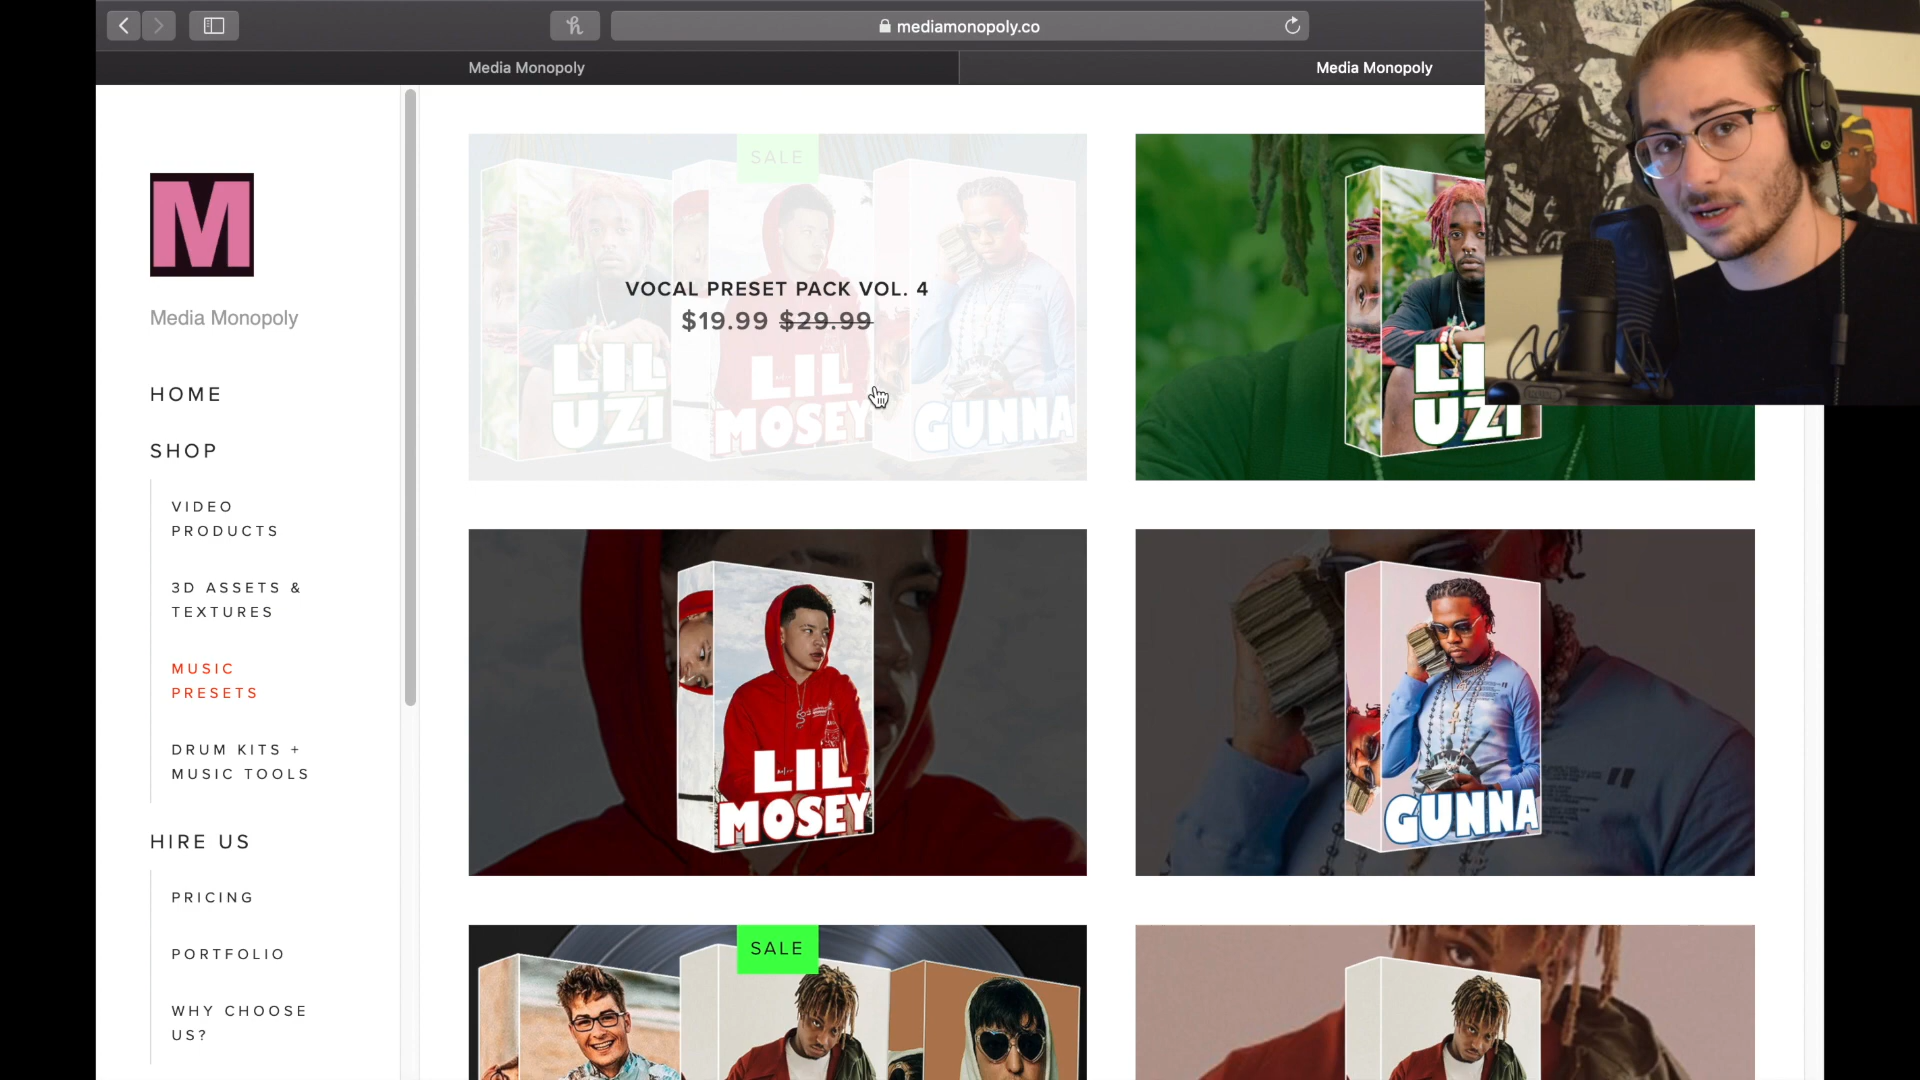 mediamonopoly.co
Media Monopoly
Media Monopoly
M
Media Monopoly
HOME
SHOP
VIDEO
PRODUCTS
3D ASSETS &
TEXTURES
MUSIC
PRESETS
DRUM KITS +
MUSIC TOOLS
HIRE US
PRICING
PORTFOLIO
WHY CHOOSE
US?
SALE
VOCAL PRESET PACK VOL. 4
$19.99 $29.99
LIL
UZI
LIL
MOSEY
GUNNA
LI
UZI
LIL
MOSEY
GUNNA
SALE